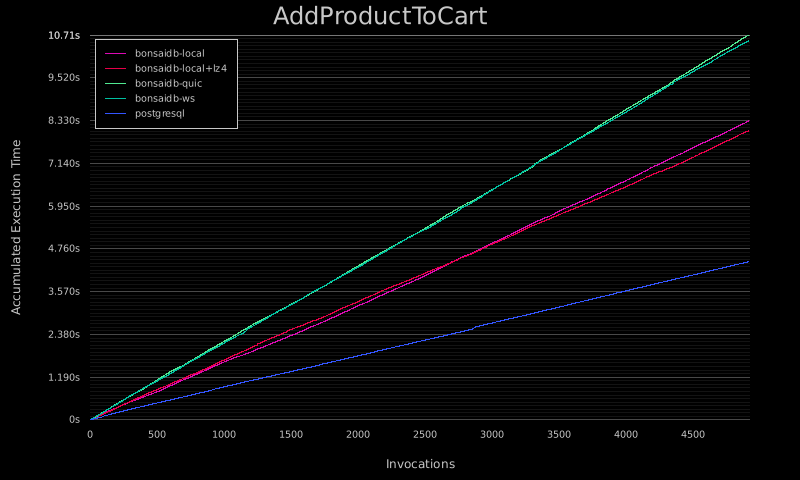 AddProductToCart
10.71s
9.520s
8.330s
7.140s
5.950s
4.760s
3.570s
2.380s
1.190s
0s
Accumulated Execution Time
bonsaidb-local
bonsaidb-local+lz4
bonsaidb-quic
bonsaidb-ws
postgresql
0 500 1000 1500 2000 2500 3000 3500 4000 4500
Invocations